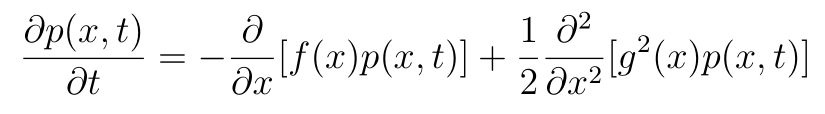 ∂p(x, t)/∂t = −∂/∂x[f(x)p(x, t)] + 1/2 ∂²/∂x²[g²(x)p(x, t)]